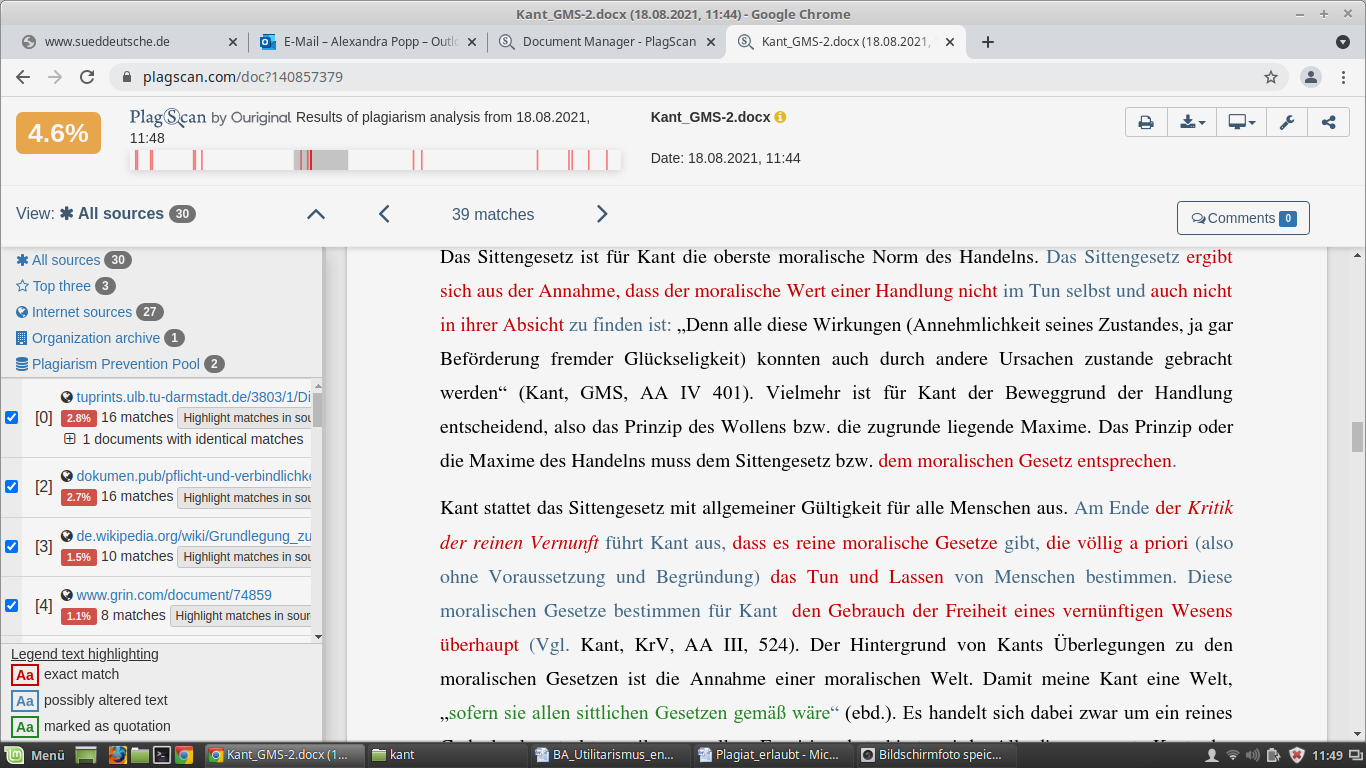 Kant_GMS-2.docx (18.08.2021, 11:44) - Google Chrome
www.sueddeutsche.de
E-Mail – Alexandra Popp – Outlo
Document Manager - PlagScan
Kant_GMS-2.docx (18.08.2021,
plagscan.com/doc?140857379
4.6%
PlagScan by Ouriginal Results of plagiarism analysis from 18.08.2021,
11:48
Kant_GMS-2.docx
Date: 18.08.2021, 11:44
View: ✱ All sources 30
39 matches
Comments 0
All sources 30
Top three 3
Internet sources 27
Organization archive 1
Plagiarism Prevention Pool 2
[0] tuprints.ulb.tu-darmstadt.de/3803/1/Di
2.8% 16 matches Highlight matches in sou
1 documents with identical matches
[2] dokumen.pub/pflicht-und-verbindlichke
2.7% 16 matches Highlight matches in sou
[3] de.wikipedia.org/wiki/Grundlegung_zu
1.5% 10 matches Highlight matches in sou
[4] www.grin.com/document/74859
1.1% 8 matches Highlight matches in sour
Legend text highlighting
Aa exact match
Aa possibly altered text
Aa marked as quotation
Das Sittengesetz ist für Kant die oberste moralische Norm des Handelns. Das Sittengesetz ergibt
sich aus der Annahme, dass der moralische Wert einer Handlung nicht im Tun selbst und auch nicht
in ihrer Absicht zu finden ist: „Denn alle diese Wirkungen (Annehmlichkeit seines Zustandes, ja gar
Beförderung fremder Glückseligkeit) konnten auch durch andere Ursachen zustande gebracht
werden“ (Kant, GMS, AA IV 401). Vielmehr ist für Kant der Beweggrund der Handlung
entscheidend, also das Prinzip des Wollens bzw. die zugrunde liegende Maxime. Das Prinzip oder
die Maxime des Handelns muss dem Sittengesetz bzw. dem moralischen Gesetz entsprechen.
Kant stattet das Sittengesetz mit allgemeiner Gültigkeit für alle Menschen aus. Am Ende der Kritik
der reinen Vernunft führt Kant aus, dass es reine moralische Gesetze gibt, die völlig a priori (also
ohne Voraussetzung und Begründung) das Tun und Lassen von Menschen bestimmen. Diese
moralischen Gesetze bestimmen für Kant den Gebrauch der Freiheit eines vernünftigen Wesens
überhaupt (Vgl. Kant, KrV, AA III, 524). Der Hintergrund von Kants Überlegungen zu den
moralischen Gesetzen ist die Annahme einer moralischen Welt. Damit meine Kant eine Welt,
„sofern sie allen sittlichen Gesetzen gemäß wäre“ (ebd.). Es handelt sich dabei zwar um ein reines
Menü
Kant_GMS-2.docx (1...
kant
BA_Utilitarismus_en...
Plagiat_erlaubt - Mic...
Bildschirmfoto speic...
11:49